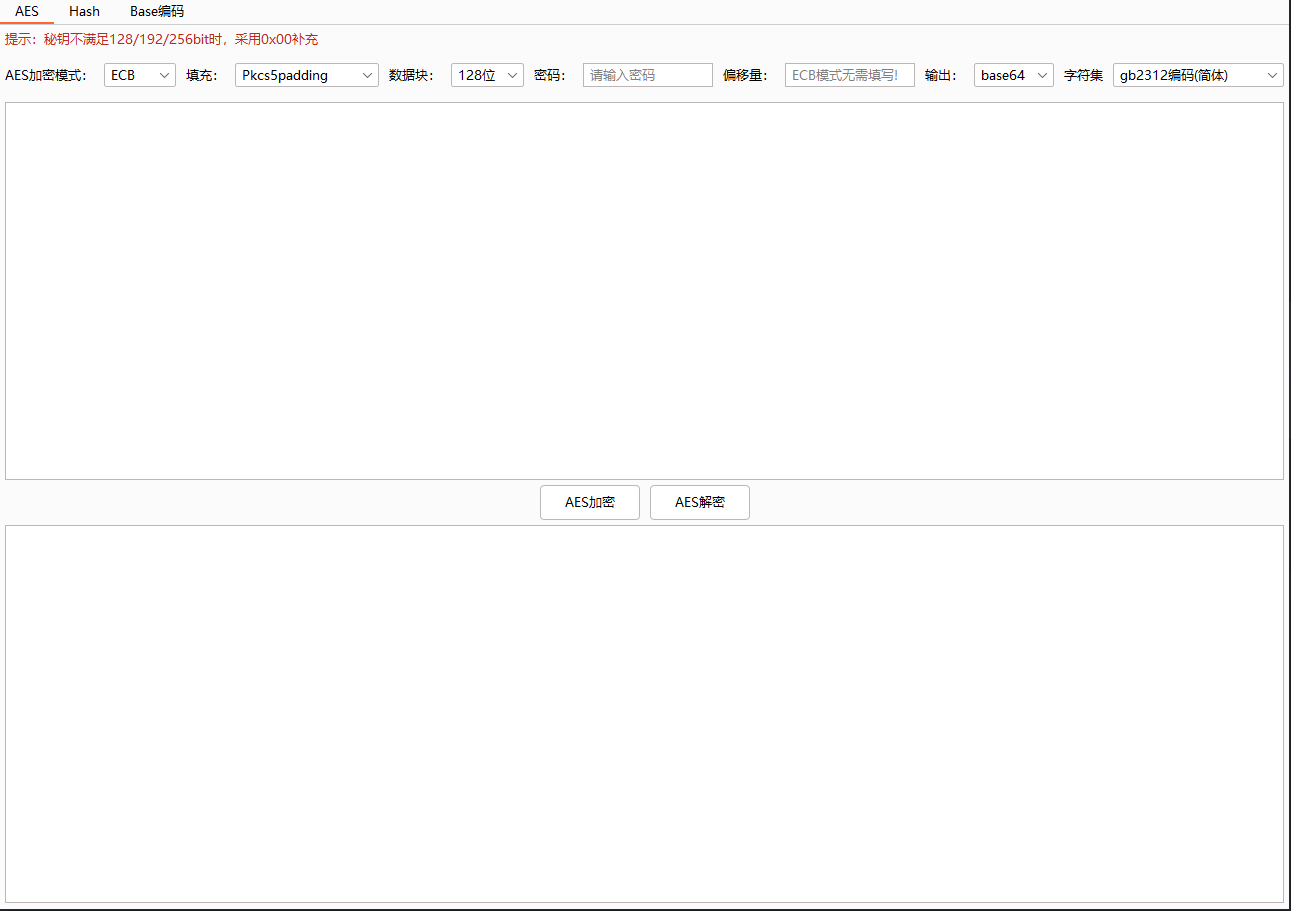 AES Hash Base编码
提示：秘钥不满足128/192/256bit时，采用0x00补充
AES加密模式： ECB 填充： Pkcs5padding 数据块： 128位 密码： 请输入密码 偏移量： ECB模式无需填写! 输出： base64 字符集 gb2312编码(简体)
AES加密 AES解密